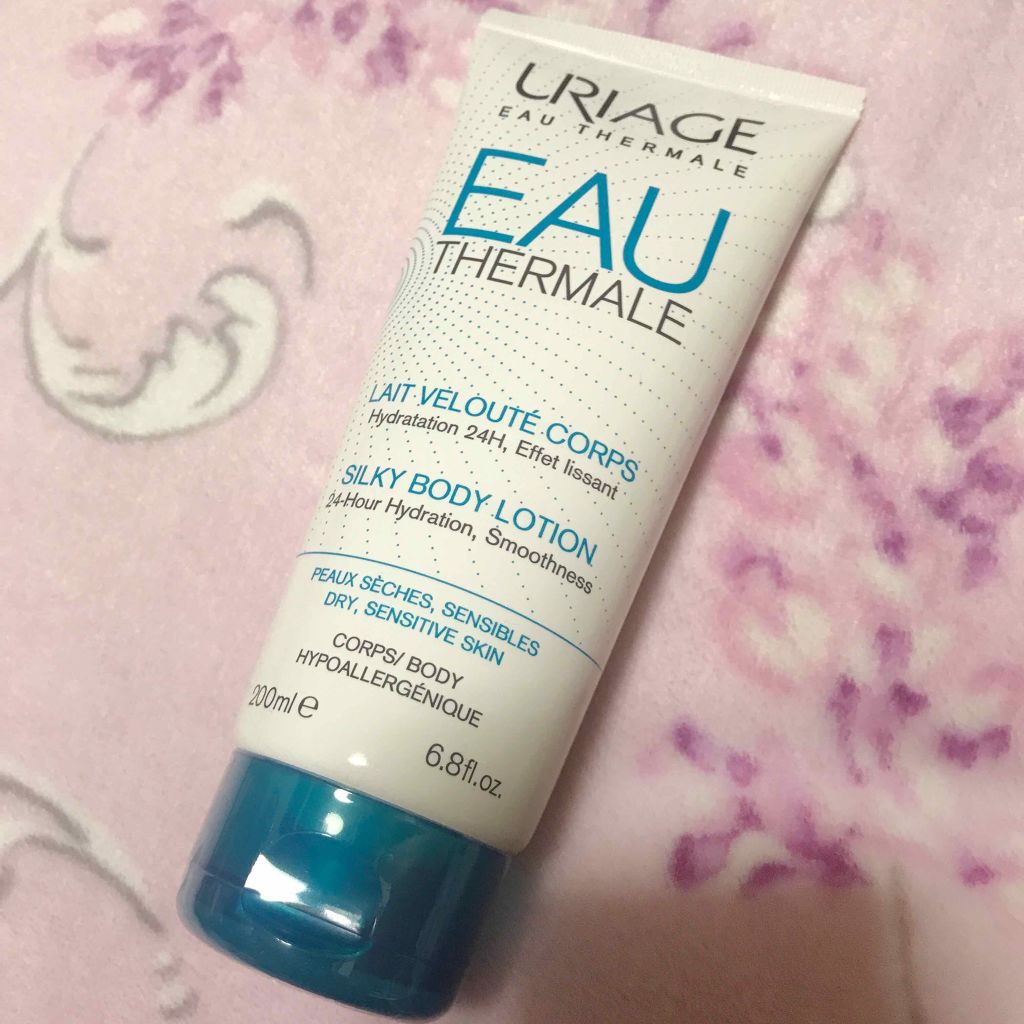 URIAGE
EAU THERMALE
EAU
THERMALE
LAIT VELOUTÉ CORPS
Hydratation 24H, Effet lissant
SILKY BODY LOTION
24-Hour Hydration, Smoothness
PEAUX SÈCHES, SENSIBLES
DRY, SENSITIVE SKIN
CORPS/ BODY
HYPOALLERGÉNIQUE
200ml ℮
6.8fl.oz.